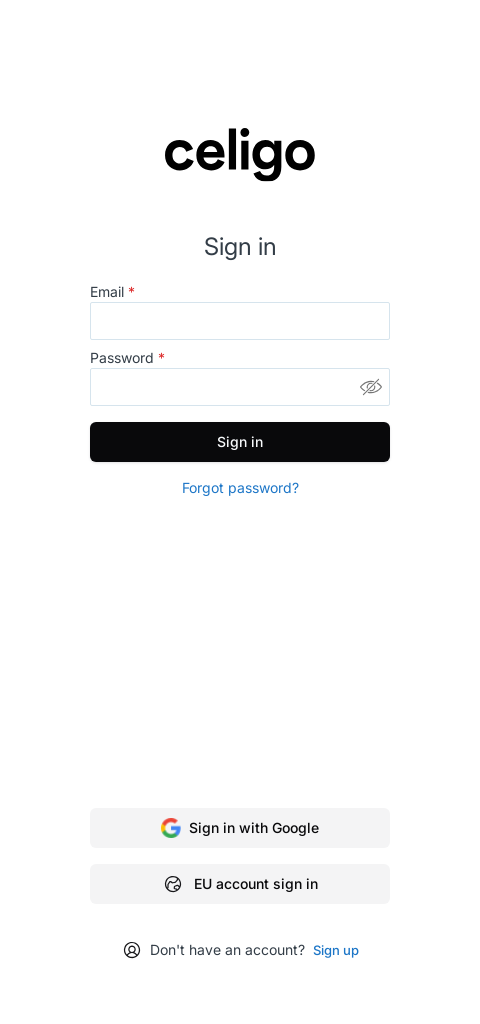 celigo
Sign in
Email *
Password *
Sign in
Forgot password?
Sign in with Google
EU account sign in
Don't have an account? Sign up